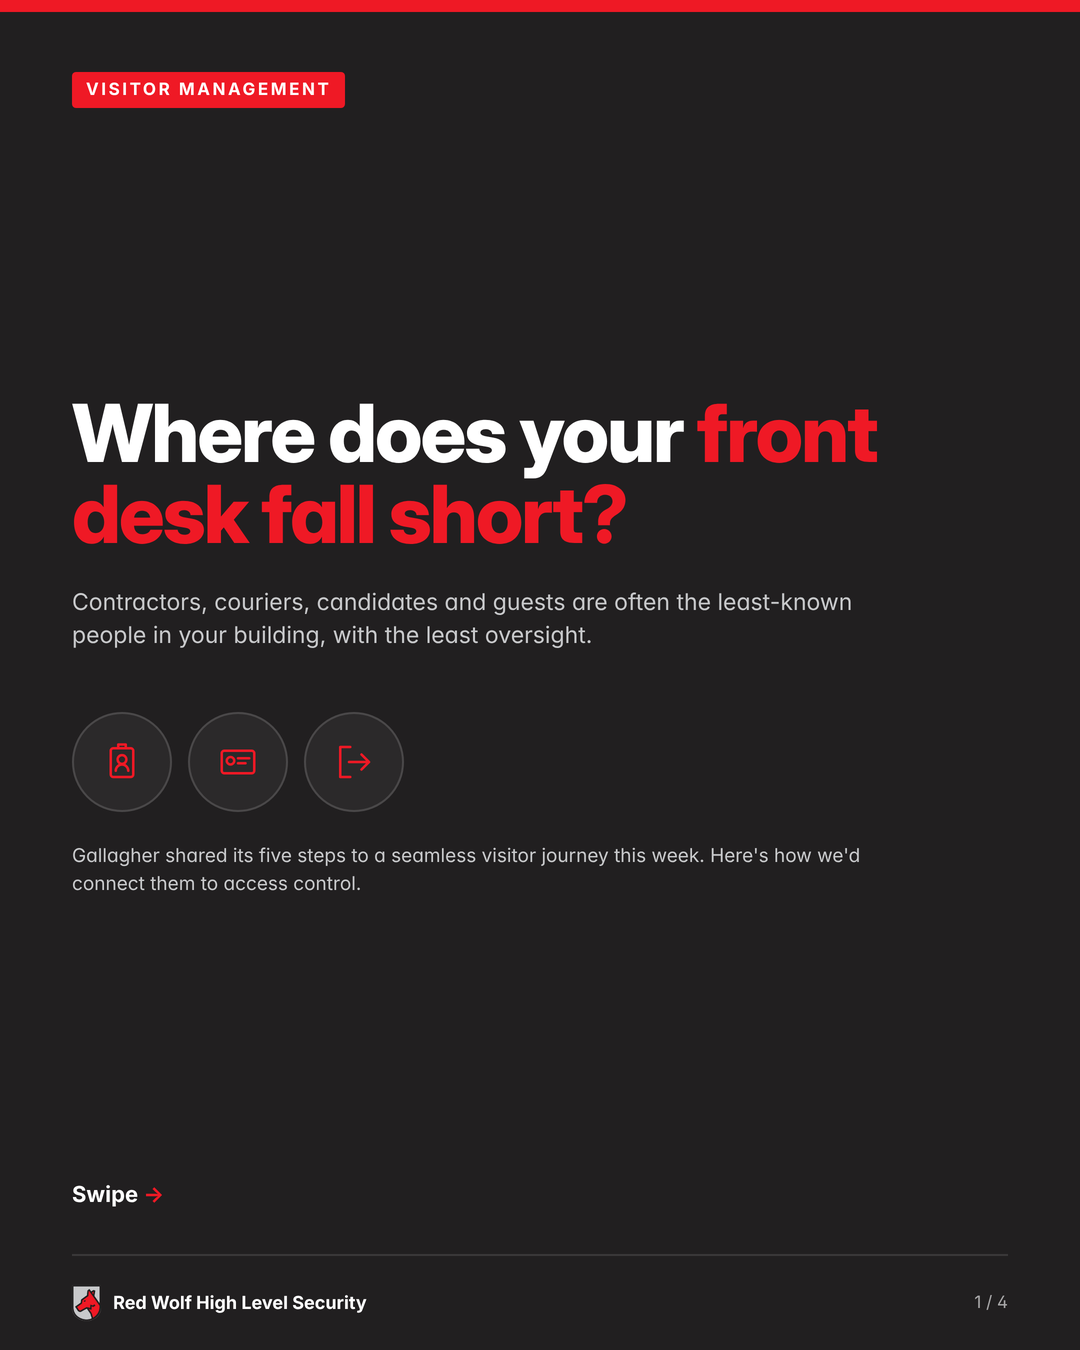 VISITOR MANAGEMENT
Where does your front
desk fall short?
Contractors, couriers, candidates and guests are often the least-known
people in your building, with the least oversight.
Gallagher shared its five steps to a seamless visitor journey this week. Here's how we'd
connect them to access control.
Swipe →
Red Wolf High Level Security
1 / 4